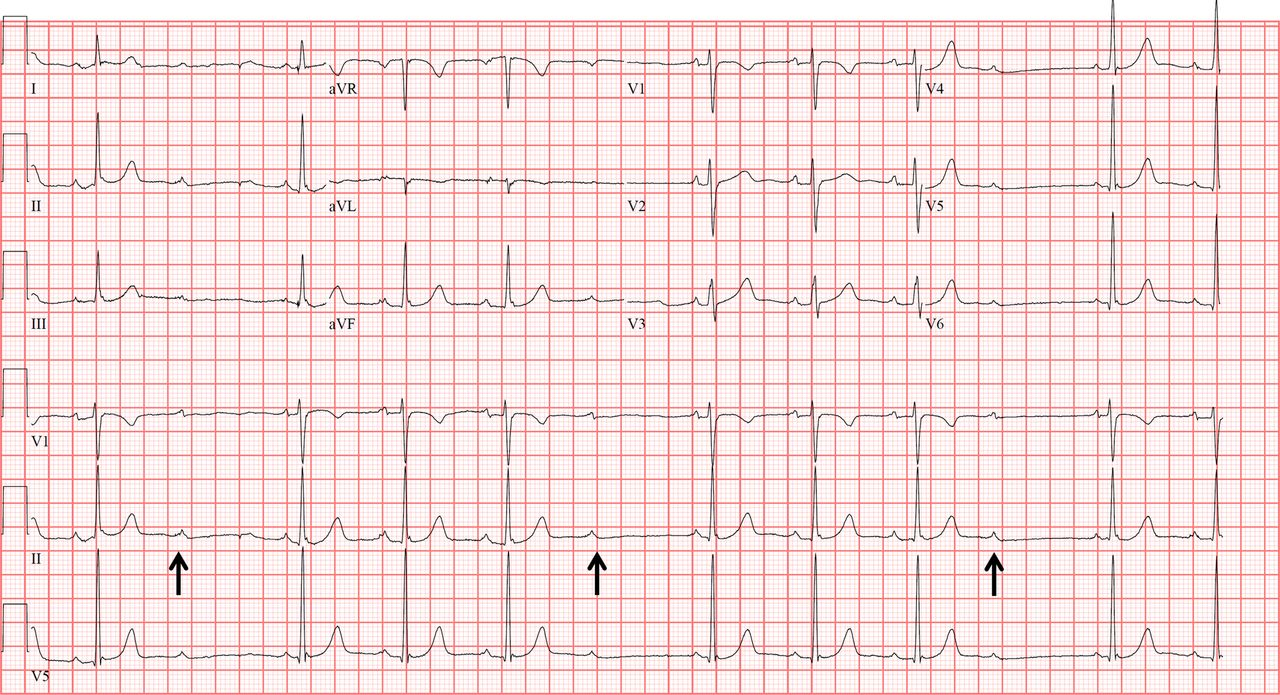 I aVR V1 V4
II aVL V2 V5
III aVF V3 V6
V1
II
V5